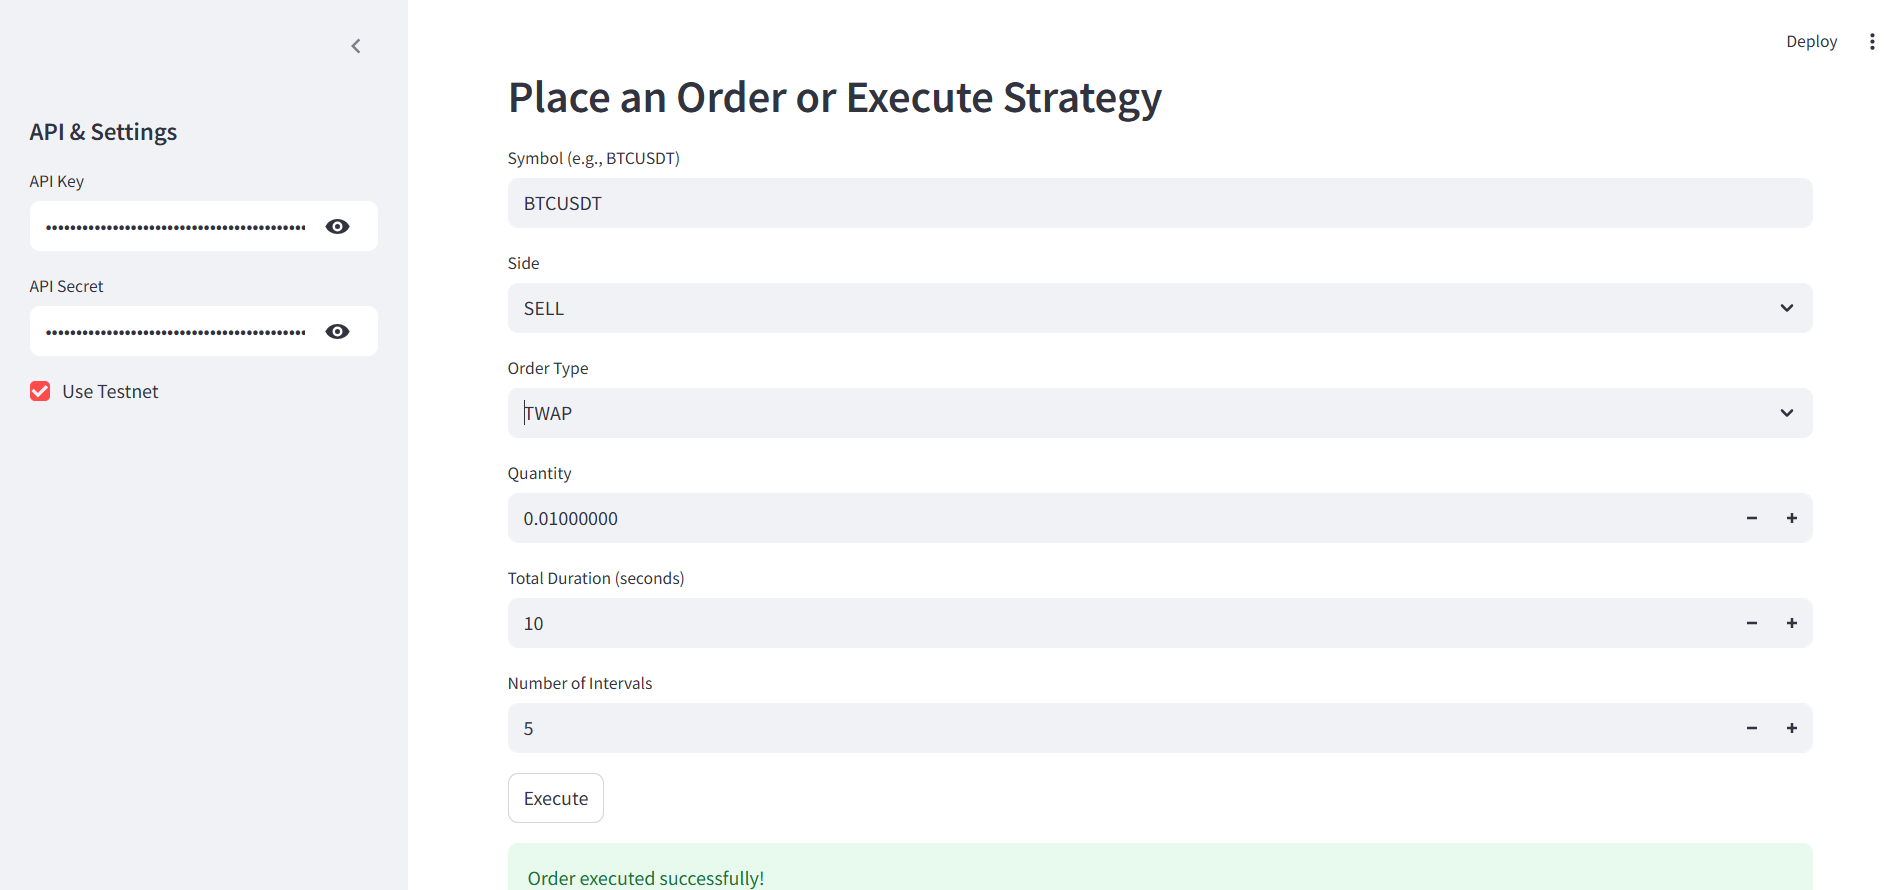 Deploy
API & Settings
API Key
••••••••••••••••••••••••••••••••••••••••••••
API Secret
••••••••••••••••••••••••••••••••••••••••••••
Use Testnet
Place an Order or Execute Strategy
Symbol (e.g., BTCUSDT)
BTCUSDT
Side
SELL
Order Type
TWAP
Quantity
0.01000000
Total Duration (seconds)
10
Number of Intervals
5
Execute
Order executed successfully!